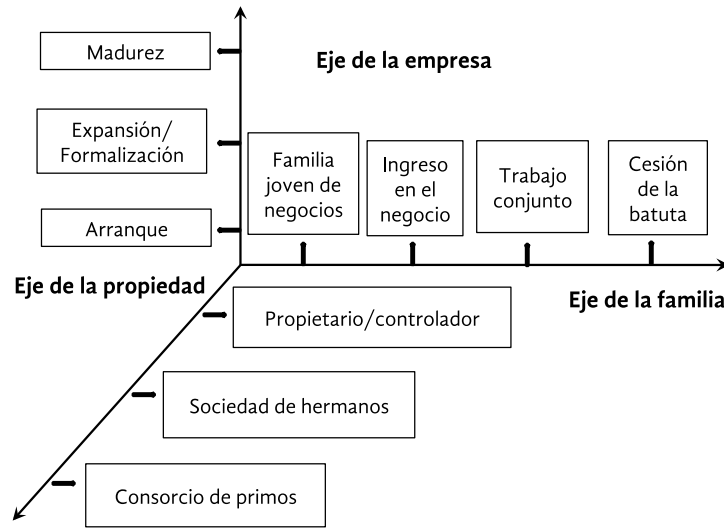 Madurez
Eje de la empresa
Expansión/
Formalización
Familia
joven de
negocios
Ingreso
en el
negocio
Trabajo
conjunto
Cesión
de la
batuta
Arranque
Eje de la propiedad
Eje de la familia
Propietario/controlador
Sociedad de hermanos
Consorcio de primos